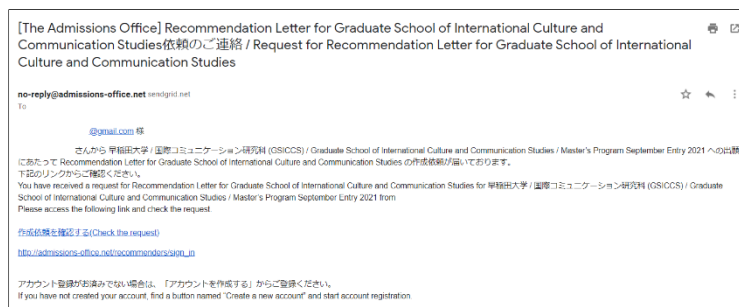 [The Admissions Office] Recommendation Letter for Graduate School of International Culture and
Communication Studies依頼のご連絡 / Request for Recommendation Letter for Graduate School of International
Culture and Communication Studies
no-reply@admissions-office.net sendgrid.net
To
@gmail.com 様
さんから 早稲田大学 / 国際コミュニケーション研究科 (GSICCS) / Graduate School of International Culture and Communication Studies / Master's Program September Entry 2021 への出願
にあたって Recommendation Letter for Graduate School of International Culture and Communication Studies の作成依頼が届いております。
下記のリンクからご確認ください。
You have received a request for Recommendation Letter for Graduate School of International Culture and Communication Studies for 早稲田大学 / 国際コミュニケーション研究科 (GSICCS) / Graduate
School of International Culture and Communication Studies / Master's Program September Entry 2021 from
Please access the following link and check the request.
作成依頼を確認する(Check the request)
http://admissions-office.net/recommenders/sign_in
アカウント登録がお済みでない場合は、「アカウントを作成する」からご登録ください。
If you have not created your account, find a button named "Create a new account" and start account registration.